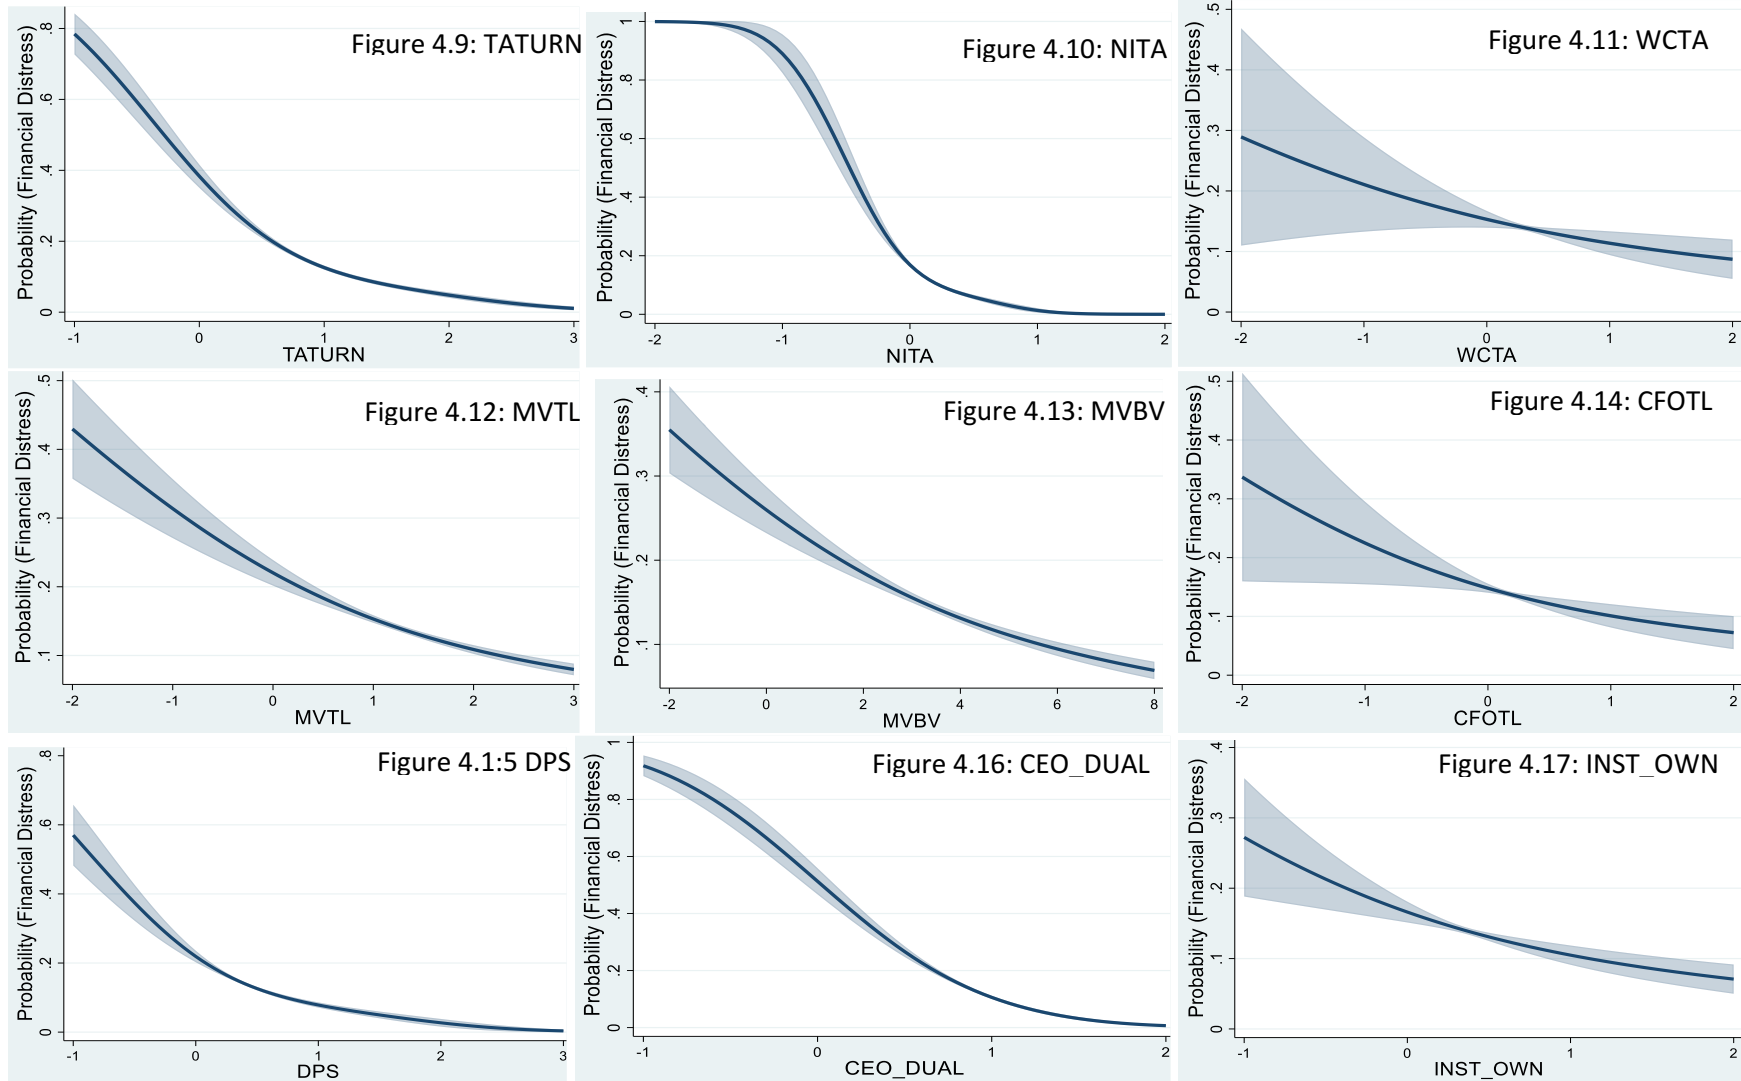 Figure 4.9: TATURN
Probability (Financial Distress)
.8
.6
.4
.2
0
-1 0 1 2 3
TATURN
Figure 4.10: NITA
Probability (Financial Distress)
1
.8
.6
.4
.2
0
-2 -1 0 1 2
NITA
Figure 4.11: WCTA
Probability (Financial Distress)
.5
.4
.3
.2
.1
0
-2 -1 0 1 2
WCTA
Figure 4.12: MVTL
Probability (Financial Distress)
.5
.4
.3
.2
.1
-2 -1 0 1 2 3
MVTL
Figure 4.13: MVBV
Probability (Financial Distress)
.4
.3
.2
.1
-2 0 2 4 6 8
MVBV
Figure 4.14: CFOTL
Probability (Financial Distress)
.5
.4
.3
.2
.1
0
-2 -1 0 1 2
CFOTL
Figure 4.1:5 DPS
Probability (Financial Distress)
.8
.6
.4
.2
0
-1 0 1 2 3
DPS
Figure 4.16: CEO_DUAL
Probability (Financial Distress)
1
.8
.6
.4
.2
0
-1 0 1 2
CEO_DUAL
Figure 4.17: INST_OWN
Probability (Financial Distress)
.4
.3
.2
.1
0
-1 0 1 2
INST_OWN